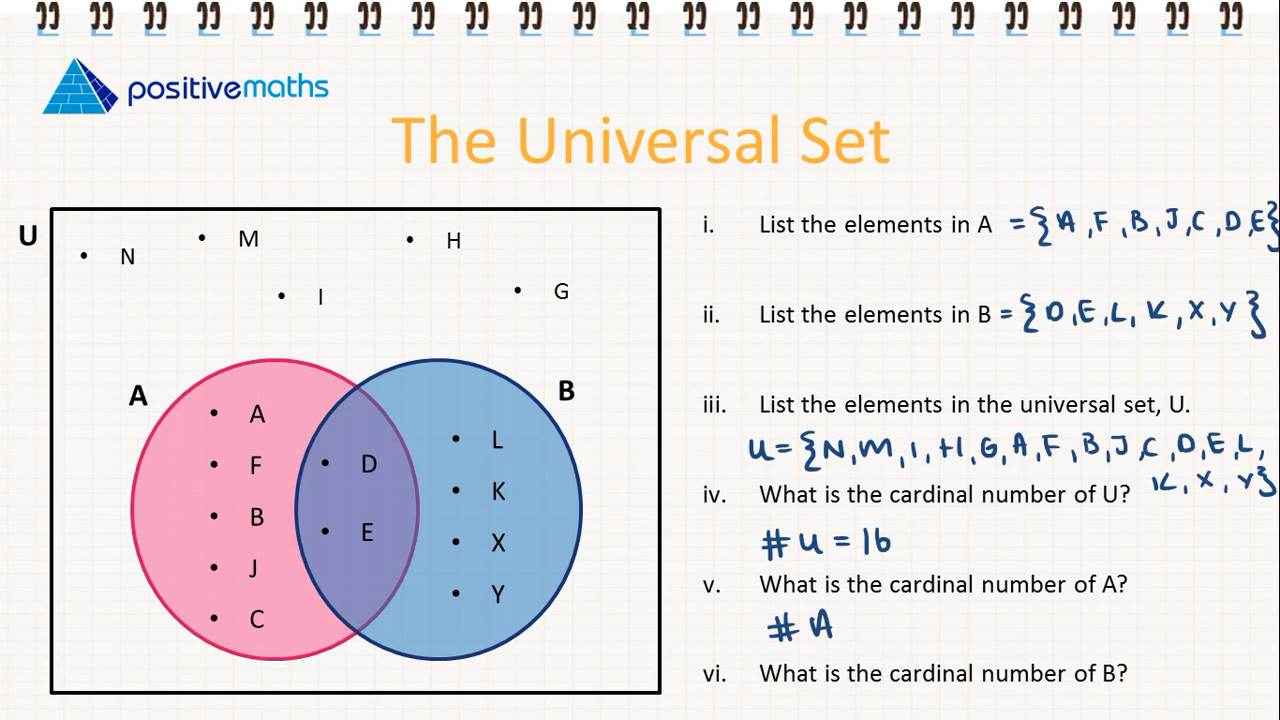 positivemaths
The Universal Set
U
N
M
H
I
G
A
B
A
F
B
J
C
D
E
L
K
X
Y
i. List the elements in A = {A, F, B, J, C, D, E}
ii. List the elements in B = {D, E, L, K, X, Y}
iii. List the elements in the universal set, U.
U = {N, M, I, H, G, A, F, B, J, C, D, E, L,
K, X, Y}
iv. What is the cardinal number of U?
# U = 16
v. What is the cardinal number of A?
# A
vi. What is the cardinal number of B?